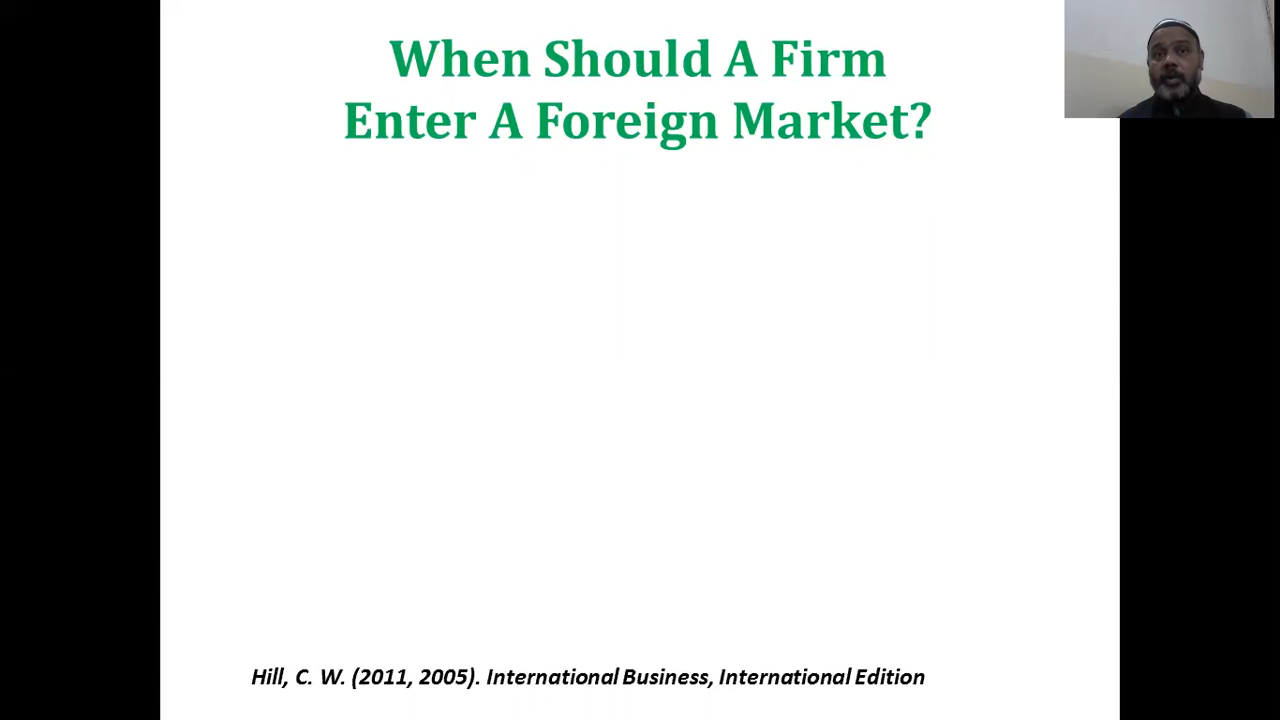 When Should A Firm
Enter A Foreign Market?
Hill, C. W. (2011, 2005). International Business, International Edition